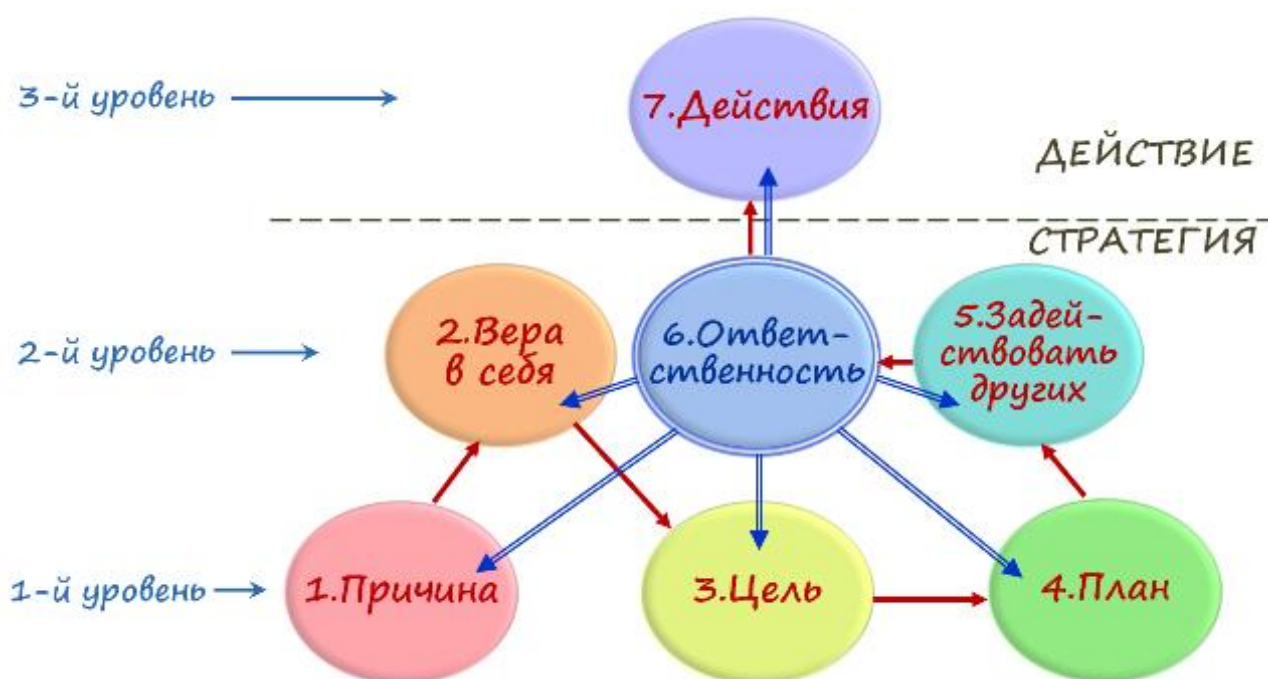 3-й уровень
7.Действия
ДЕЙСТВИЕ
СТРАТЕГИЯ
2-й уровень
2.Вера
в себя
6.Ответ-
ственность
5.Задей-
ствовать
других
1-й уровень
1.Причина
3.Цель
4.План